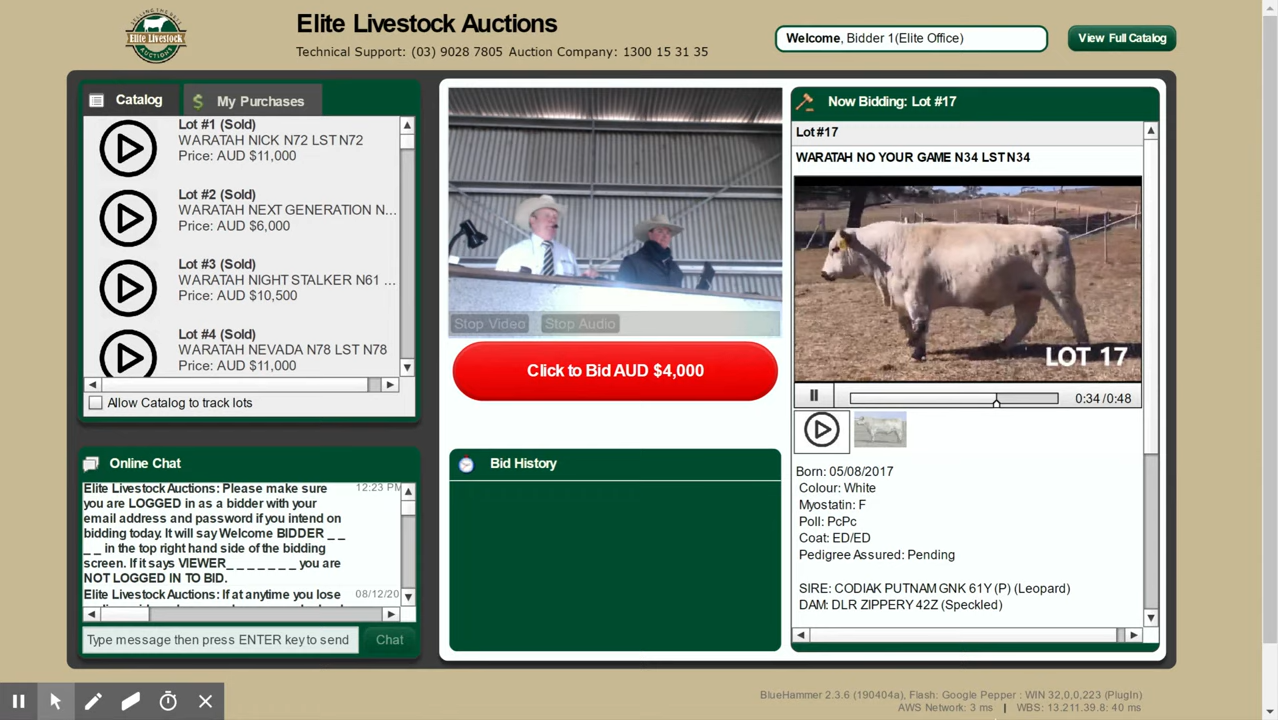 Elite Livestock
AUCTIONS
Elite Livestock Auctions
Technical Support: (03) 9028 7805 Auction Company: 1300 15 31 35
Welcome, Bidder 1(Elite Office)
View Full Catalog
Catalog
My Purchases
Lot #1 (Sold)
WARATAH NICK N72 LST N72
Price: AUD $11,000
Lot #2 (Sold)
WARATAH NEXT GENERATION N...
Price: AUD $6,000
Lot #3 (Sold)
WARATAH NIGHT STALKER N61 ...
Price: AUD $10,500
Lot #4 (Sold)
WARATAH NEVADA N78 LST N78
Price: AUD $11,000
Allow Catalog to track lots
Online Chat
Elite Livestock Auctions: Please make sure 12:23 PM
you are LOGGED in as a bidder with your
email address and password if you intend on
bidding today. It will say Welcome BIDDER _ _
_ _ in the top right hand side of the bidding
screen. If it says VIEWER_ _ _ _ _ _ _ you are
NOT LOGGED IN TO BID.
Elite Livestock Auctions: If at anytime you lose 08/12/20
Type message then press ENTER key to send
Chat
Stop Video
Stop Audio
Click to Bid AUD $4,000
Bid History
Now Bidding: Lot #17
Lot #17
WARATAH NO YOUR GAME N34 LST N34
LOT 17
0:34 / 0:48
Born: 05/08/2017
Colour: White
Myostatin: F
Poll: PcPc
Coat: ED/ED
Pedigree Assured: Pending
SIRE: CODIAK PUTNAM GNK 61Y (P) (Leopard)
DAM: DLR ZIPPERY 42Z (Speckled)
BlueHammer 2.3.6 (190404a), Flash: Google Pepper : WIN 32,0,0,223 (PlugIn)
AWS Network: 3 ms | WBS: 13.211.39.8: 40 ms